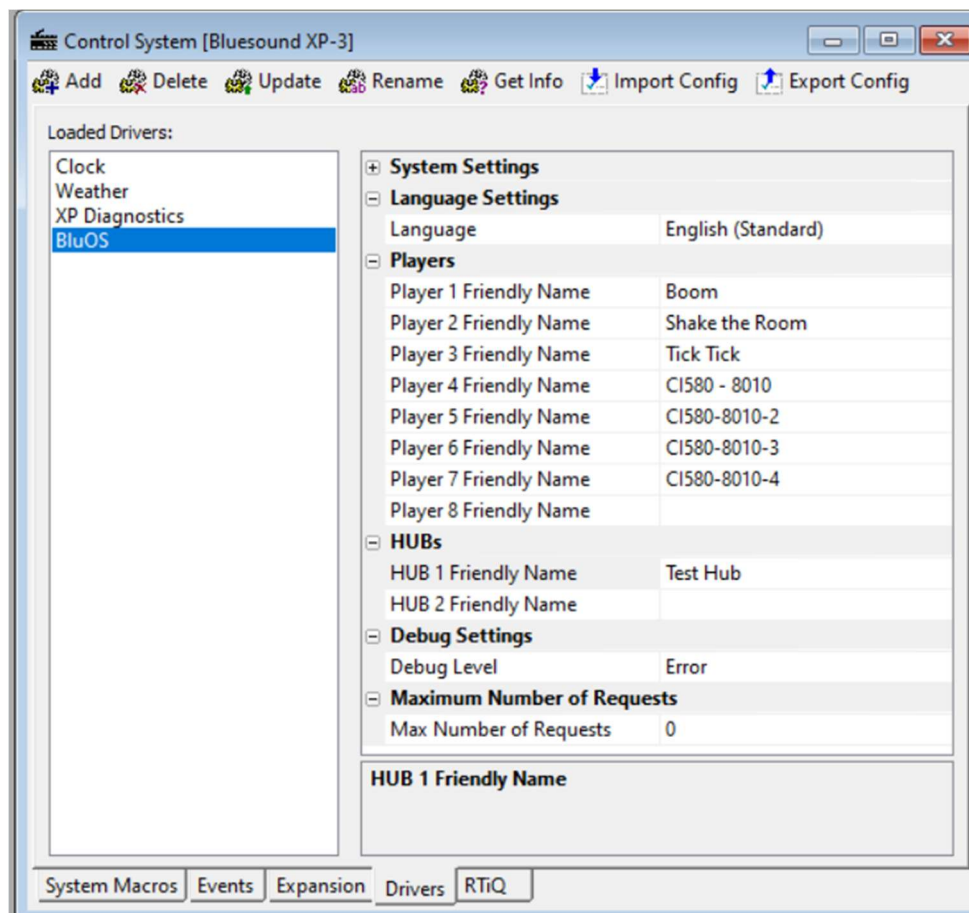 Control System [Bluesound XP-3]
Add Delete Update Rename Get Info Import Config Export Config
Loaded Drivers:
Clock
Weather
XP Diagnostics
BluOS
System Settings
Language Settings
Language English (Standard)
Players
Player 1 Friendly Name Boom
Player 2 Friendly Name Shake the Room
Player 3 Friendly Name Tick Tick
Player 4 Friendly Name CI580 - 8010
Player 5 Friendly Name CI580-8010-2
Player 6 Friendly Name CI580-8010-3
Player 7 Friendly Name CI580-8010-4
Player 8 Friendly Name
HUBs
HUB 1 Friendly Name Test Hub
HUB 2 Friendly Name
Debug Settings
Debug Level Error
Maximum Number of Requests
Max Number of Requests 0
HUB 1 Friendly Name
System Macros Events Expansion Drivers RTiQ